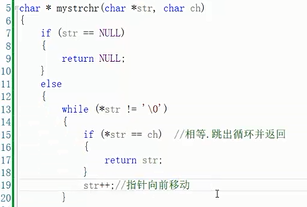 5 char * mystrchr(char *str, char ch)
6 {
7 if (str == NULL)
8 {
9 return NULL;
10 }
11 else
12 {
13 while (*str != '\0')
14 {
15 if (*str == ch) //相等.跳出循环并返回
16 {
17 return str;
18 }
19 str++;//指针向前移动
20 }